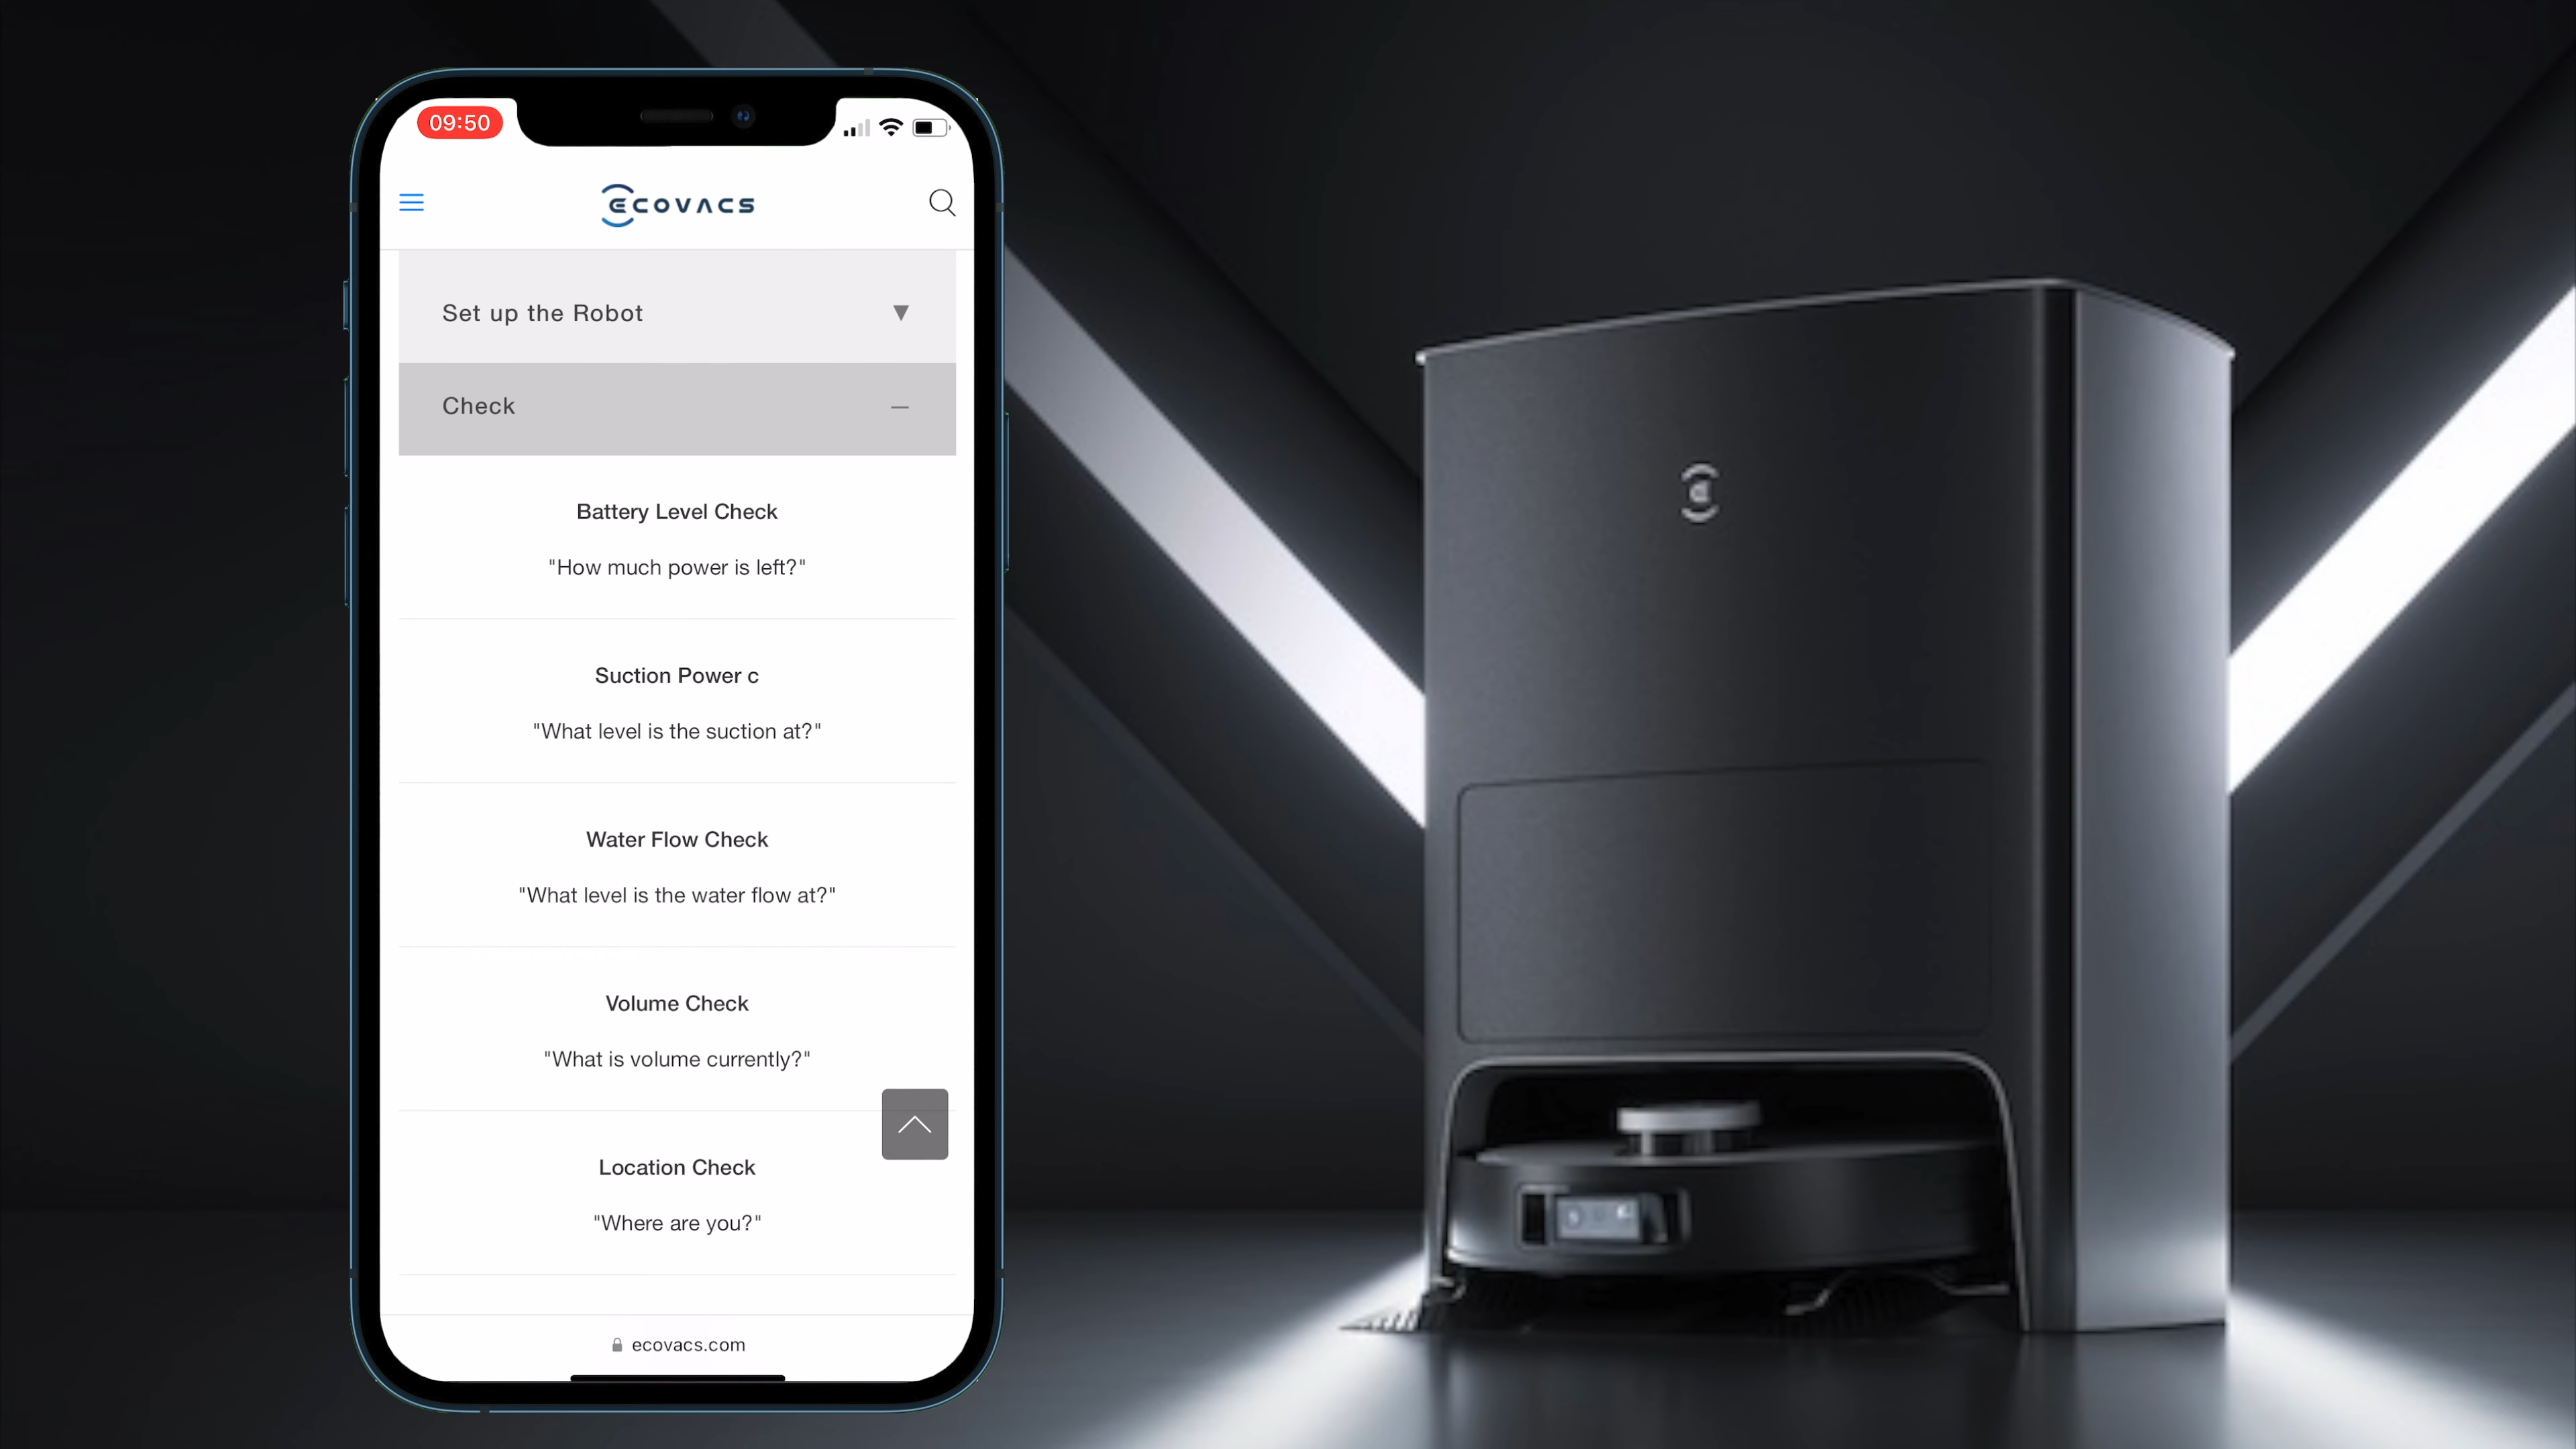 09:50
ECOVACS
Set up the Robot
Check
Battery Level Check
"How much power is left?"
Suction Power c
"What level is the suction at?"
Water Flow Check
"What level is the water flow at?"
Volume Check
"What is volume currently?"
Location Check
"Where are you?"
ecovacs.com